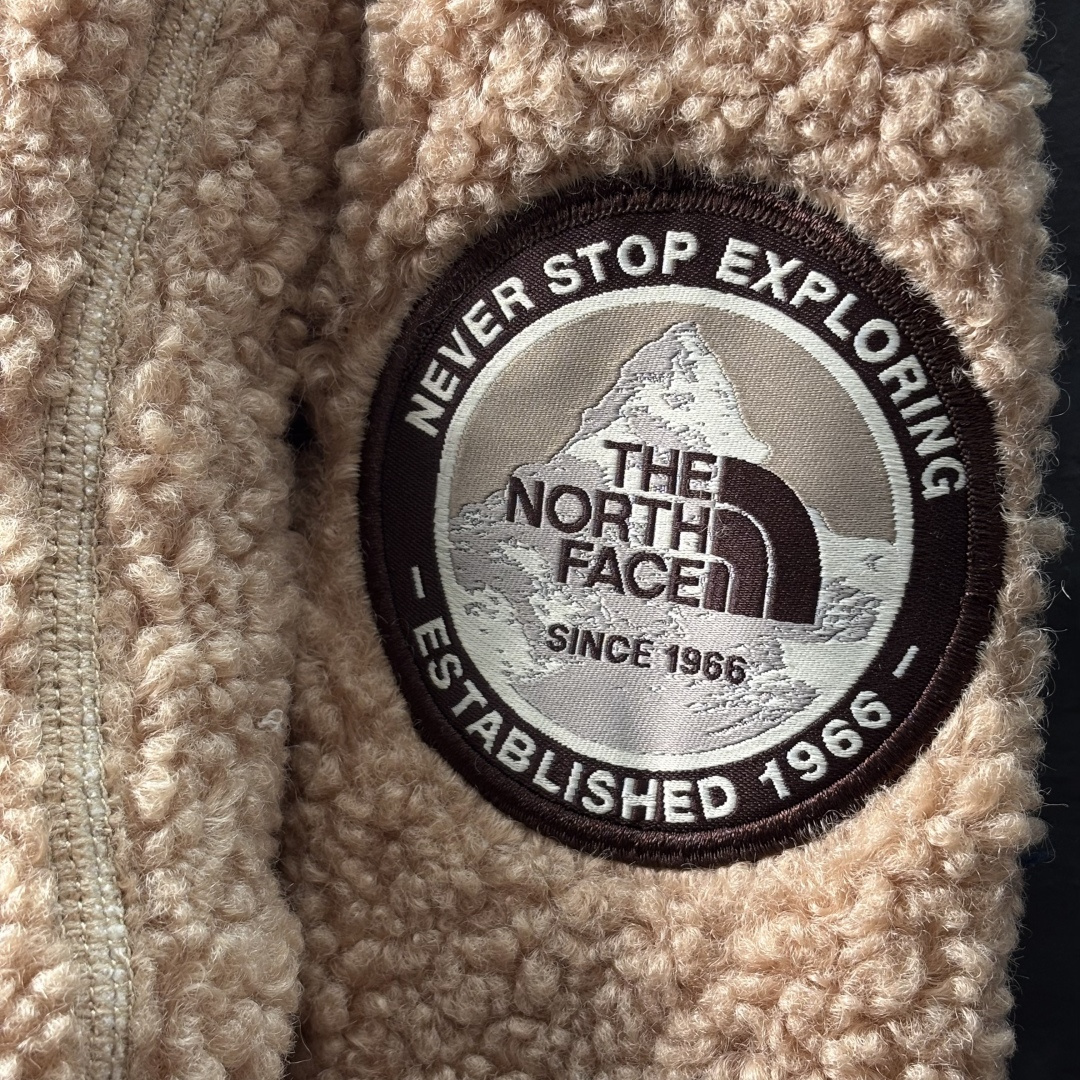 NEVER STOP EXPLORING
THE
NORTH
FACE
SINCE 1966
– ESTABLISHED 1966 –